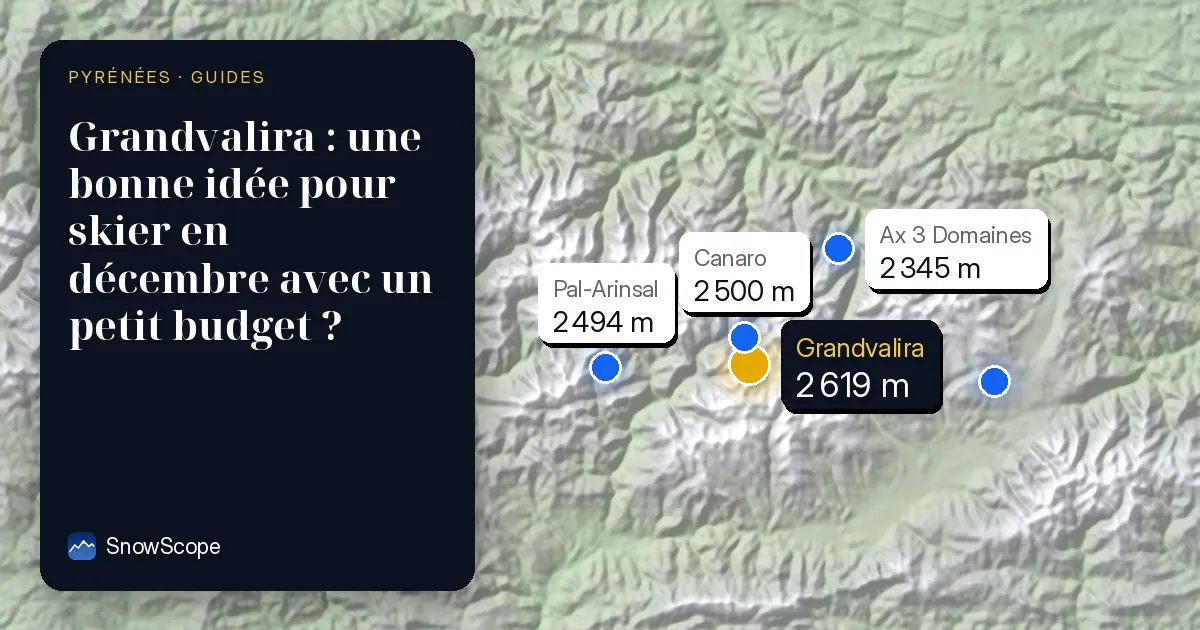 PYRÉNÉES · GUIDES
Grandvalira : une
bonne idée pour
skier en
décembre avec un
petit budget ?
SnowScope
Pal-Arinsal
2 494 m
Canaro
2 500 m
Ax 3 Domaines
2 345 m
Grandvalira
2 619 m